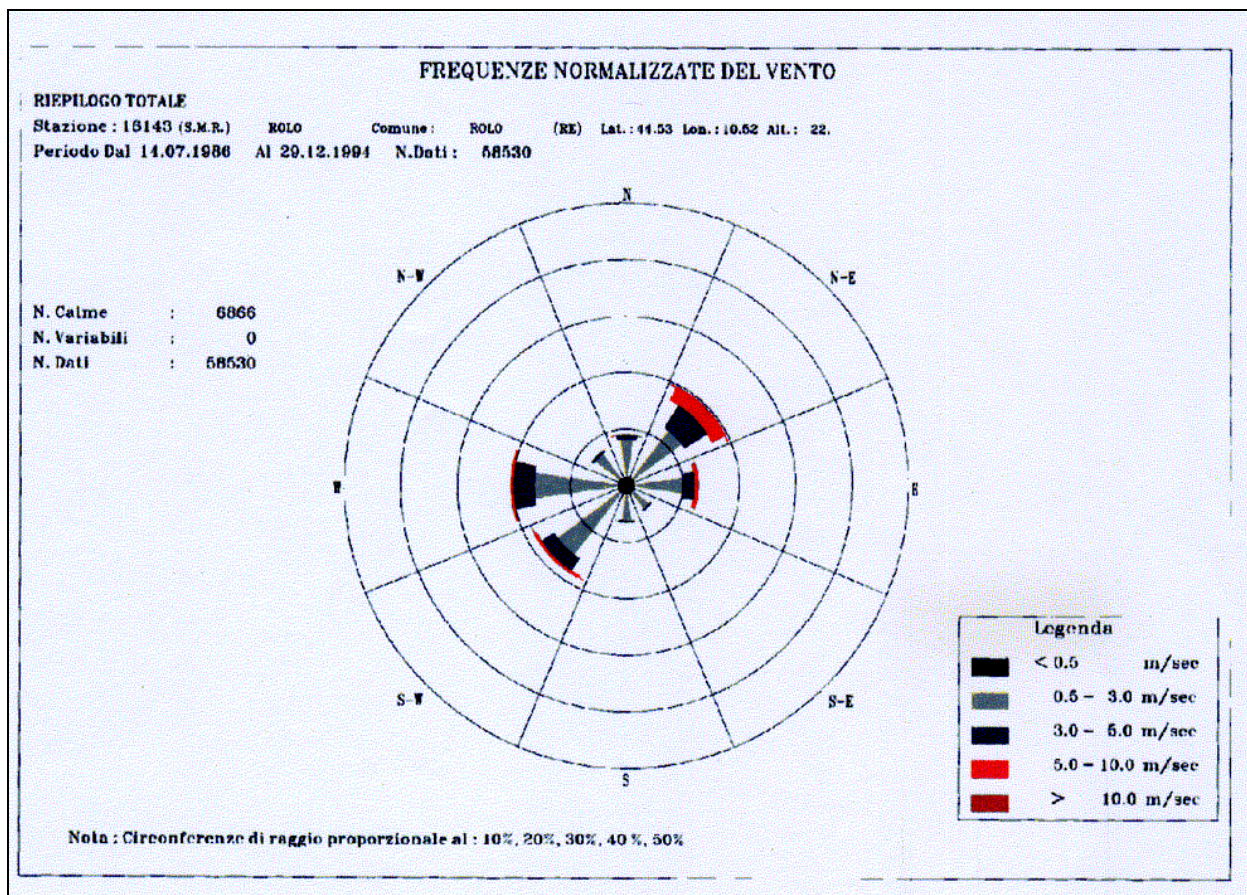 FREQUENZE NORMALIZZATE DEL VENTO
RIEPILOGO TOTALE
Stazione : 16143 (S.M.R.) ROLO Comune : ROLO (RE) Lat. : 44.53 Lon. : 10.52 Alt. : 22.
Periodo Dal 14.07.1986 Al 29.12.1994 N.Dati : 58530
N
N-W
N-E
N. Calme : 6866
N. Variabili : 0
N. Dati : 58530
W
E
S-W
S-E
S
Legenda
< 0.5 m/sec
0.5 - 3.0 m/sec
3.0 - 5.0 m/sec
5.0 - 10.0 m/sec
> 10.0 m/sec
Nota : Circonferenze di raggio proporzionale al : 10%, 20%, 30%, 40 %, 50%